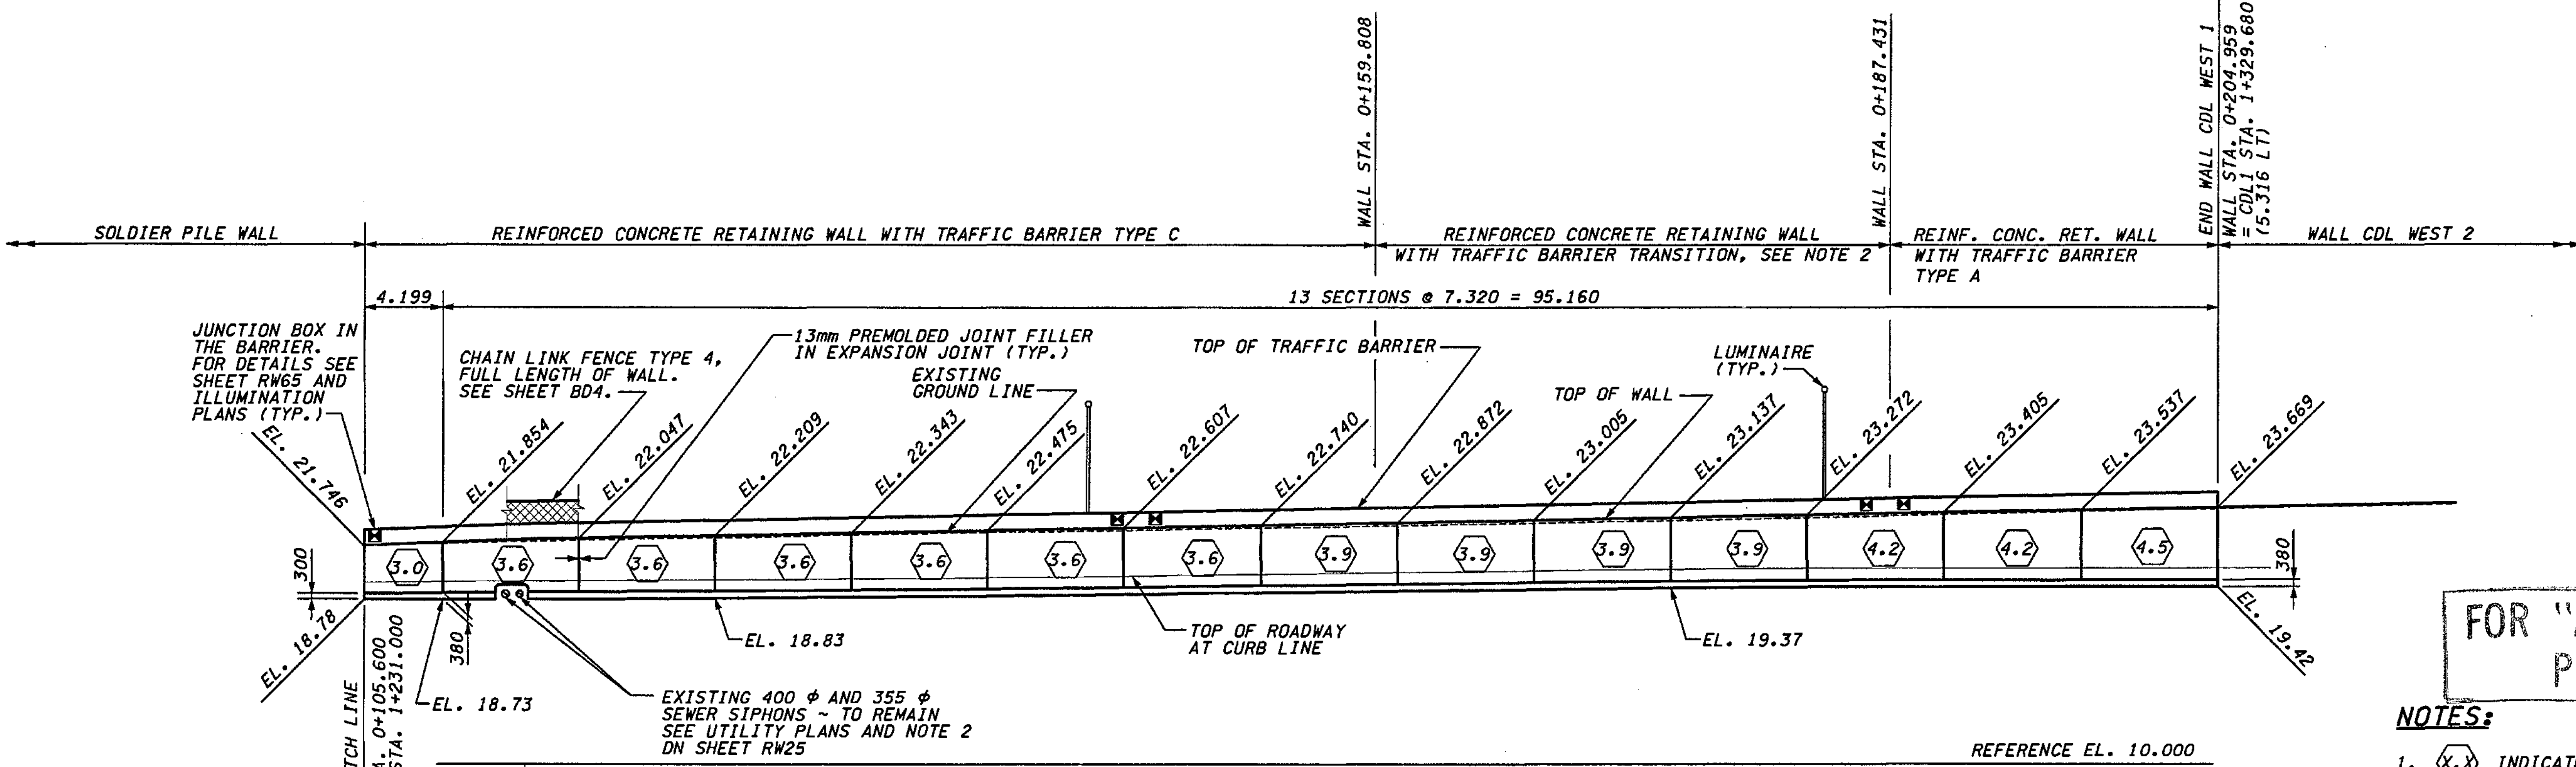 WALL STA. 0+159.808
WALL STA. 0+187.431
END WALL CDL WEST 1
WALL STA. 0+204.959
= CDL1 STA. 1+329.680
(5.316 LT)
SOLDIER PILE WALL
REINFORCED CONCRETE RETAINING WALL WITH TRAFFIC BARRIER TYPE C
REINFORCED CONCRETE RETAINING WALL
WITH TRAFFIC BARRIER TRANSITION, SEE NOTE 2
REINF. CONC. RET. WALL
WITH TRAFFIC BARRIER
TYPE A
WALL CDL WEST 2
4.199
13 SECTIONS @ 7.320 = 95.160
JUNCTION BOX IN
THE BARRIER.
FOR DETAILS SEE
SHEET RW65 AND
ILLUMINATION
PLANS (TYP.)
CHAIN LINK FENCE TYPE 4,
FULL LENGTH OF WALL.
SEE SHEET BD4.
13mm PREMOLDED JOINT FILLER
IN EXPANSION JOINT (TYP.)
EXISTING
GROUND LINE
TOP OF TRAFFIC BARRIER
TOP OF WALL
LUMINAIRE
(TYP.)
EL. 21.746
EL. 21.854
EL. 22.047
EL. 22.209
EL. 22.343
EL. 22.475
EL. 22.607
EL. 22.740
EL. 22.872
EL. 23.005
EL. 23.137
EL. 23.272
EL. 23.405
EL. 23.537
EL. 23.669
3.0
3.6
3.6
3.6
3.6
3.6
3.6
3.9
3.9
3.9
3.9
4.2
4.2
4.5
300
380
380
EL. 18.78
EL. 18.73
EL. 18.83
TOP OF ROADWAY
AT CURB LINE
EL. 19.37
EL. 19.42
EXISTING 400 ϕ AND 355 ϕ
SEWER SIPHONS ~ TO REMAIN
SEE UTILITY PLANS AND NOTE 2
ON SHEET RW25
TCH LINE
A. 0+105.600
STA. 1+231.000
REFERENCE EL. 10.000
FOR "
P
NOTES:
1. X.X INDICAT